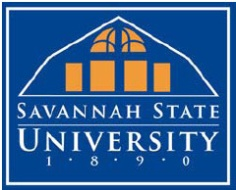 SAVANNAH STATE
UNIVERSITY
1 · 8 · 9 · 0